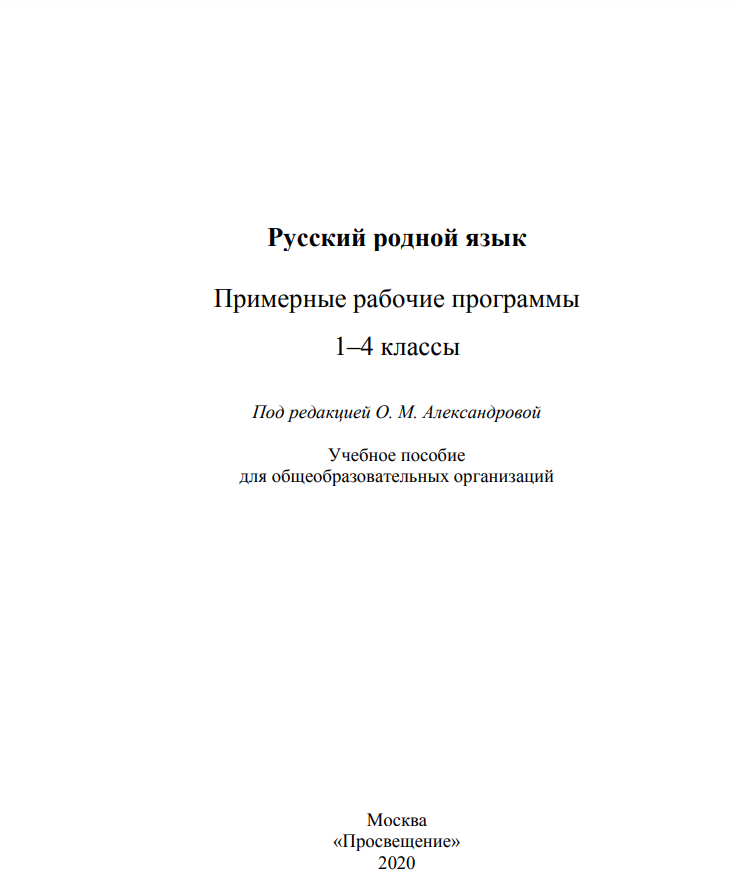 Русский родной язык
Примерные рабочие программы
1–4 классы
Под редакцией О. М. Александровой
Учебное пособие
для общеобразовательных организаций
Москва
«Просвещение»
2020